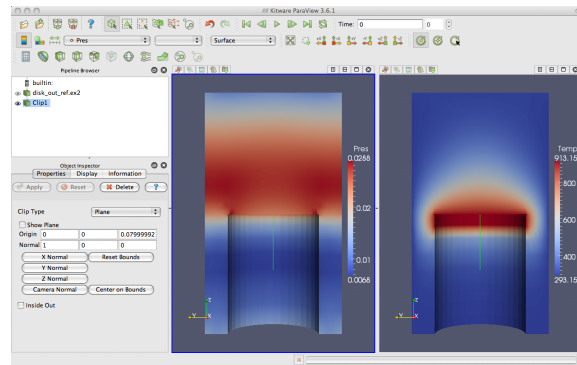 Kitware ParaView 3.6.1
Time: 0
0
Pres
Surface
Pipeline Browser
builtin:
disk_out_ref.ex2
Clip1
Object Inspector
Properties Display Information
Apply Reset Delete ?
Clip Type Plane
Show Plane
Origin 0 0 0.07999992
Normal 1 0 0
X Normal Reset Bounds
Y Normal
Z Normal
Camera Normal Center on Bounds
Inside Out
Pres
0.0288
0.02
0.01
0.0068
Z
Y X
Temp
913.15
800
600
400
293.15
Z
Y X